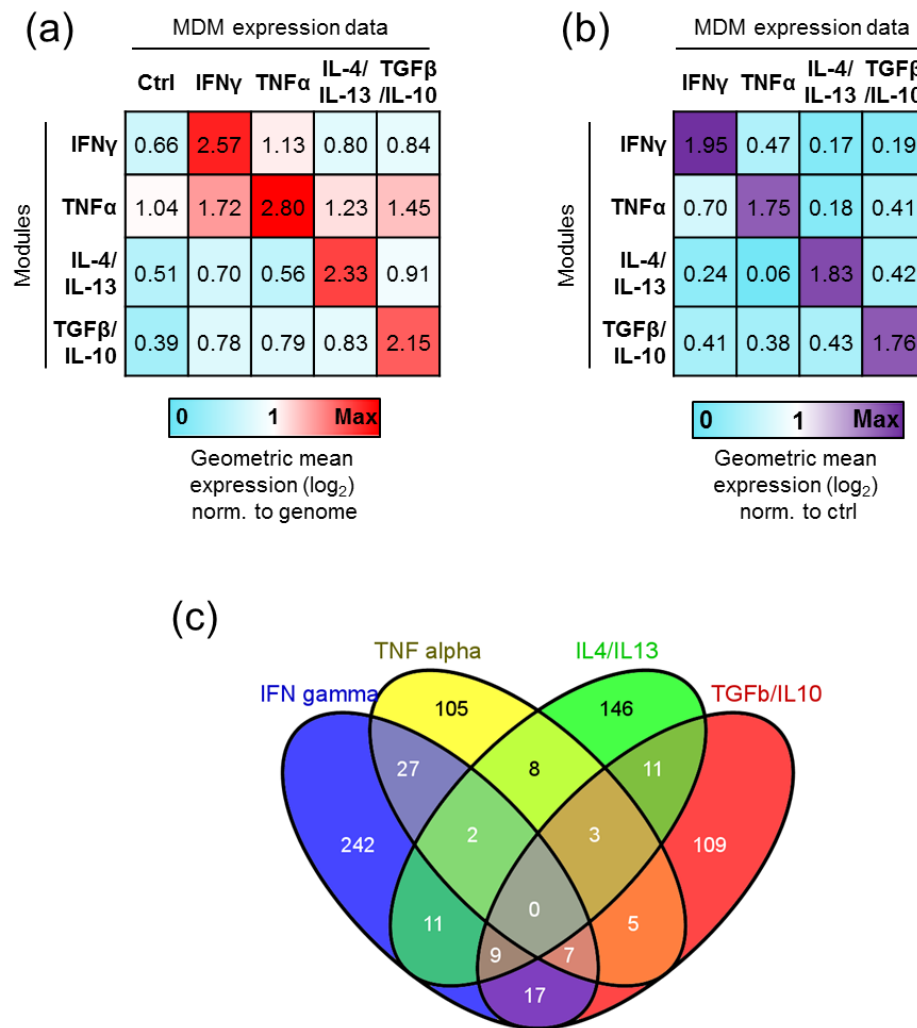 (a)
MDM expression data
Ctrl IFNγ TNFα IL-4/IL-13 TGFβ/IL-10
Modules
IFNγ 0.66 2.57 1.13 0.80 0.84
TNFα 1.04 1.72 2.80 1.23 1.45
IL-4/IL-13 0.51 0.70 0.56 2.33 0.91
TGFβ/IL-10 0.39 0.78 0.79 0.83 2.15
0 1 Max
Geometric mean
expression (log₂)
norm. to genome
(b)
MDM expression data
IFNγ TNFα IL-4/IL-13 TGFβ/IL-10
Modules
IFNγ 1.95 0.47 0.17 0.19
TNFα 0.70 1.75 0.18 0.41
IL-4/IL-13 0.24 0.06 1.83 0.42
TGFβ/IL-10 0.41 0.38 0.43 1.76
0 1 Max
Geometric mean
expression (log₂)
norm. to ctrl
(c)
TNF alpha IL4/IL13
IFN gamma TGFb/IL10
105 146
27 8 11
242 2 3 109
11 0 5
9 7
17